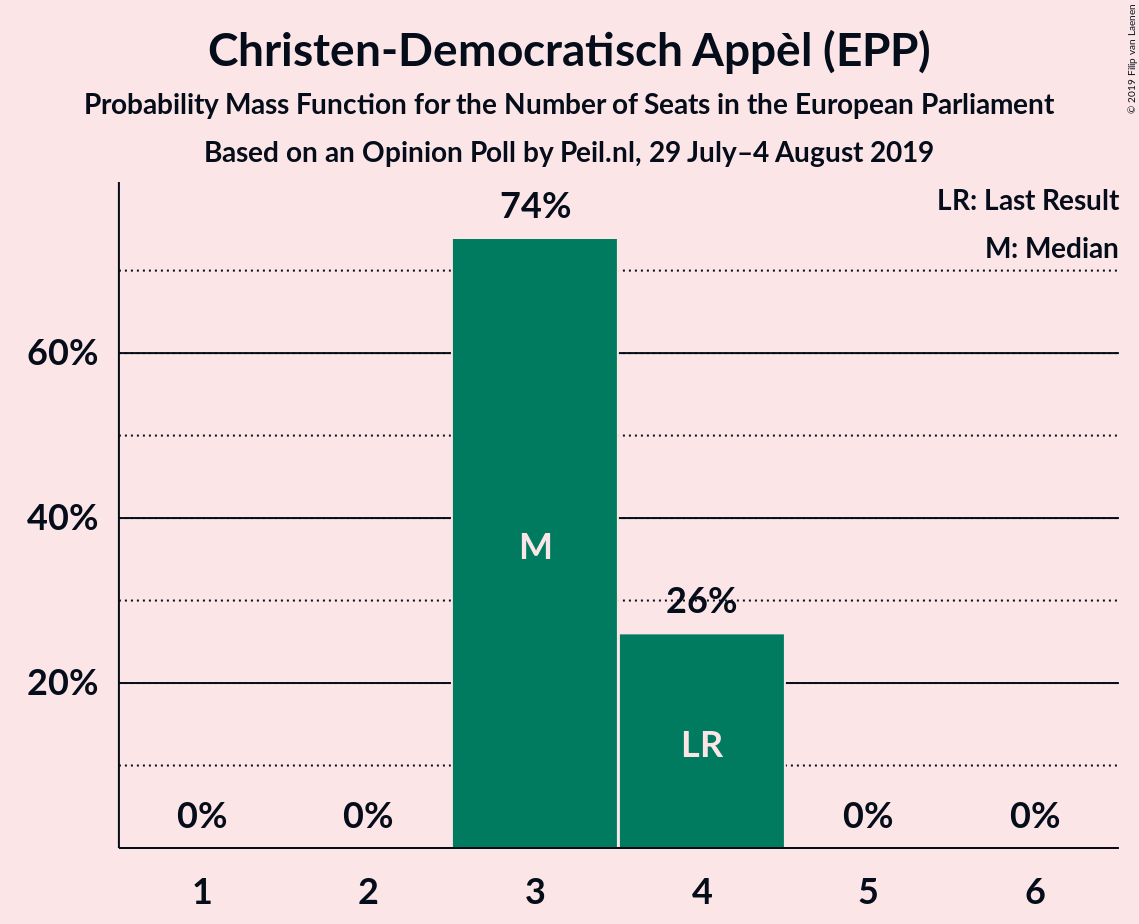 Christen-Democratisch Appèl (EPP)
Probability Mass Function for the Number of Seats in the European Parliament
Based on an Opinion Poll by Peil.nl, 29 July–4 August 2019
© 2019 Filip van Laenen
LR: Last Result
M: Median
74%
60%
40%
20%
M
26%
LR
0%
0%
0%
0%
1
2
3
4
5
6